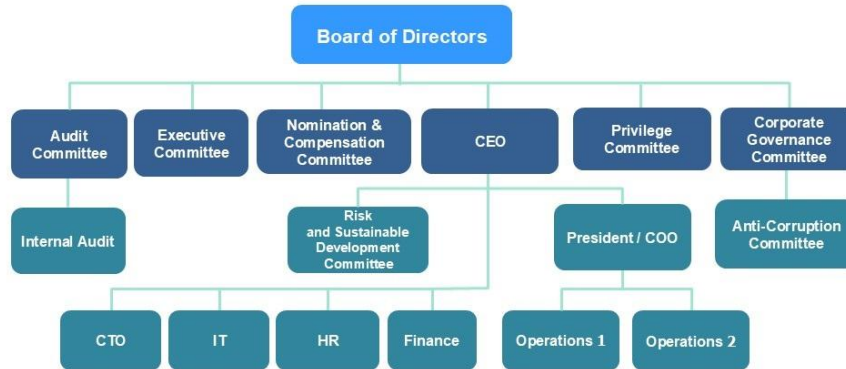 Board of Directors
Audit
Committee
Executive
Committee
Nomination &
Compensation
Committee
CEO
Privilege
Committee
Corporate
Governance
Committee
Internal Audit
Risk
and Sustainable
Development
Committee
President / COO
Anti-Corruption
Committee
CTO
IT
HR
Finance
Operations 1
Operations 2